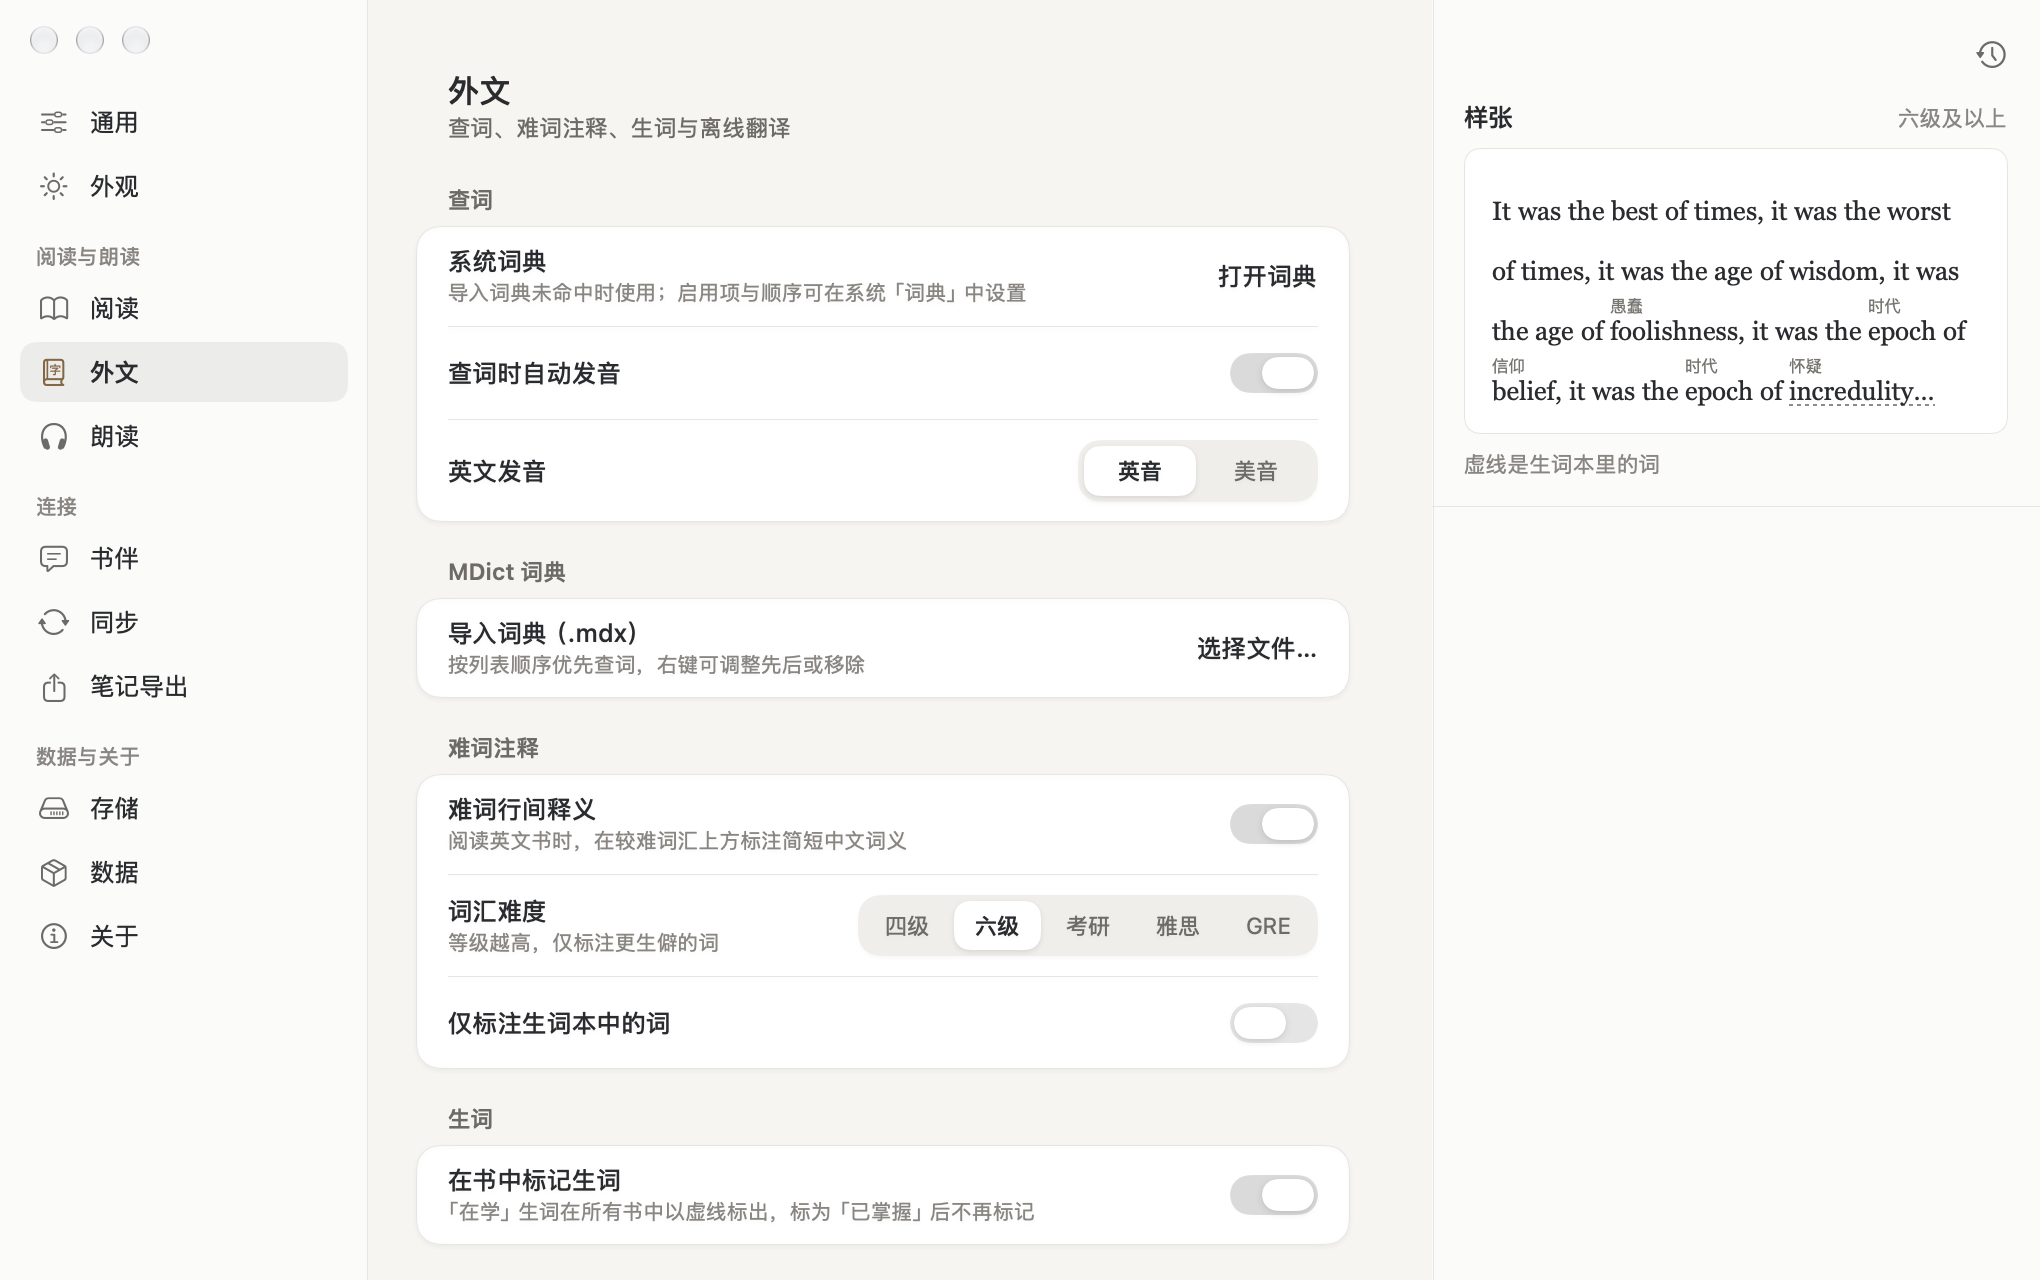 通用
外观
阅读与朗读
阅读
外文
朗读
连接
书伴
同步
笔记导出
数据与关于
存储
数据
关于
外文
查词、难词注释、生词与离线翻译
查词
系统词典
导入词典未命中时使用；启用项与顺序可在系统「词典」中设置
打开词典
查词时自动发音
英文发音
英音
美音
MDict 词典
导入词典（.mdx）
按列表顺序优先查词，右键可调整先后或移除
选择文件...
难词注释
难词行间释义
阅读英文书时，在较难词汇上方标注简短中文词义
词汇难度
等级越高，仅标注更生僻的词
四级
六级
考研
雅思
GRE
仅标注生词本中的词
生词
在书中标记生词
「在学」生词在所有书中以虚线标出，标为「已掌握」后不再标记
样张
六级及以上
It was the best of times, it was the worst
of times, it was the age of wisdom, it was
愚蠢 时代
the age of foolishness, it was the epoch of
信仰 时代 怀疑
belief, it was the epoch of incredulity...
虚线是生词本里的词